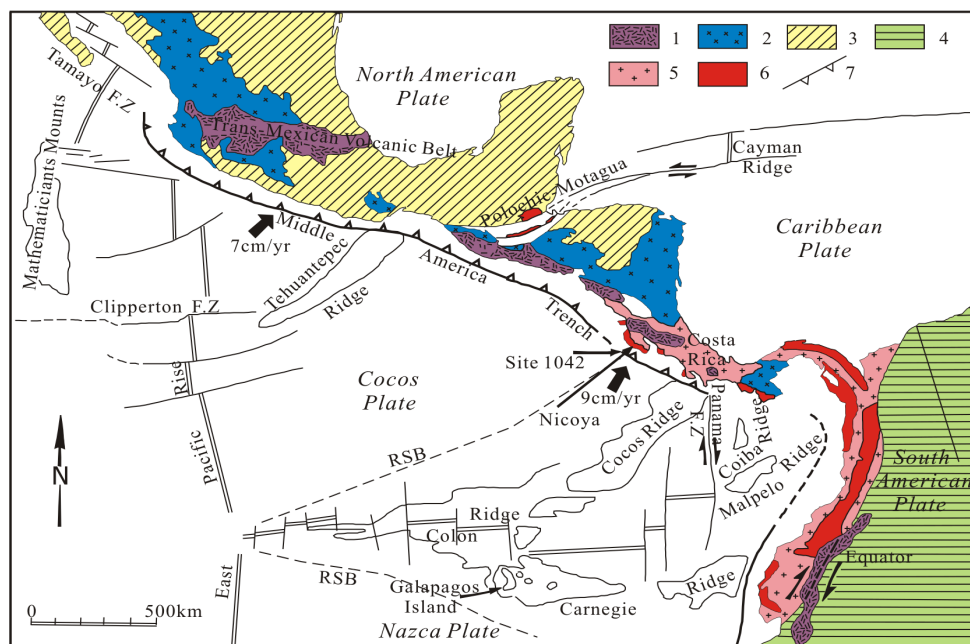 1
2
3
4
5
6
7
North American
Plate
Tamayo F.Z
Trans-Mexican Volcanic Belt
Mathematiciants Mounts
Cayman
Ridge
Polochic-Motagua
Caribbean
Plate
7cm/yr
Middle
America
Trench
Tehuantepec
Ridge
Clipperton F.Z
Rise
Pacific
East
Cocos
Plate
Site 1042
Nicoya
9cm/yr
Costa
Rica
Panama
F.Z
Cocos Ridge
Coiba
Ridge
Malpelo Ridge
South
American
Plate
N
RSB
Ridge
Colon
RSB
Galapagos
Island
Carnegie
Ridge
Equator
Nazca Plate
0 500km